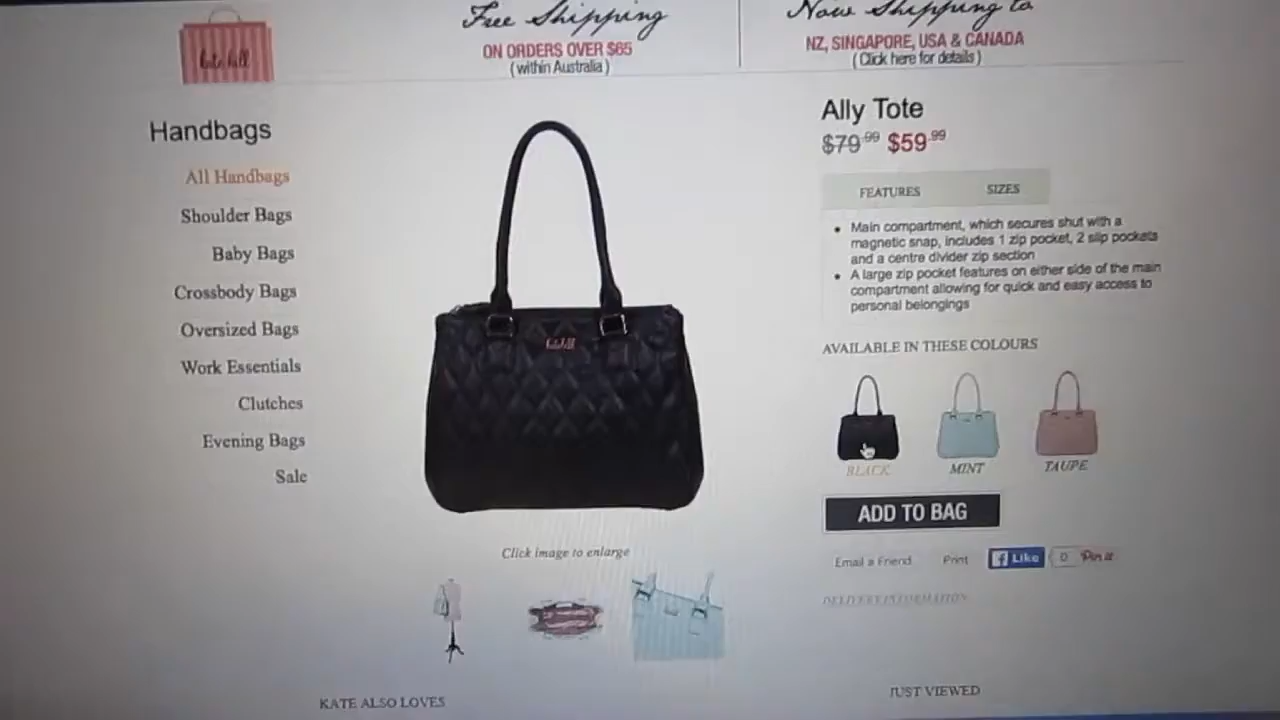 Free Shipping
ON ORDERS OVER $65
( within Australia )
Now Shipping to
NZ, SINGAPORE, USA & CANADA
( Click here for details )
kate hill
Handbags
All Handbags
Shoulder Bags
Baby Bags
Crossbody Bags
Oversized Bags
Work Essentials
Clutches
Evening Bags
Sale
Click image to enlarge
KATE ALSO LOVES
Ally Tote
$79.99 $59.99
FEATURES SIZES
• Main compartment, which secures shut with a
magnetic snap, includes 1 zip pocket, 2 slip pockets
and a centre divider zip section
• A large zip pocket features on either side of the main
compartment allowing for quick and easy access to
personal belongings
AVAILABLE IN THESE COLOURS
BLACK MINT TAUPE
ADD TO BAG
Email a Friend Print Like 0 Pin it
DELIVERY INFORMATION
JUST VIEWED